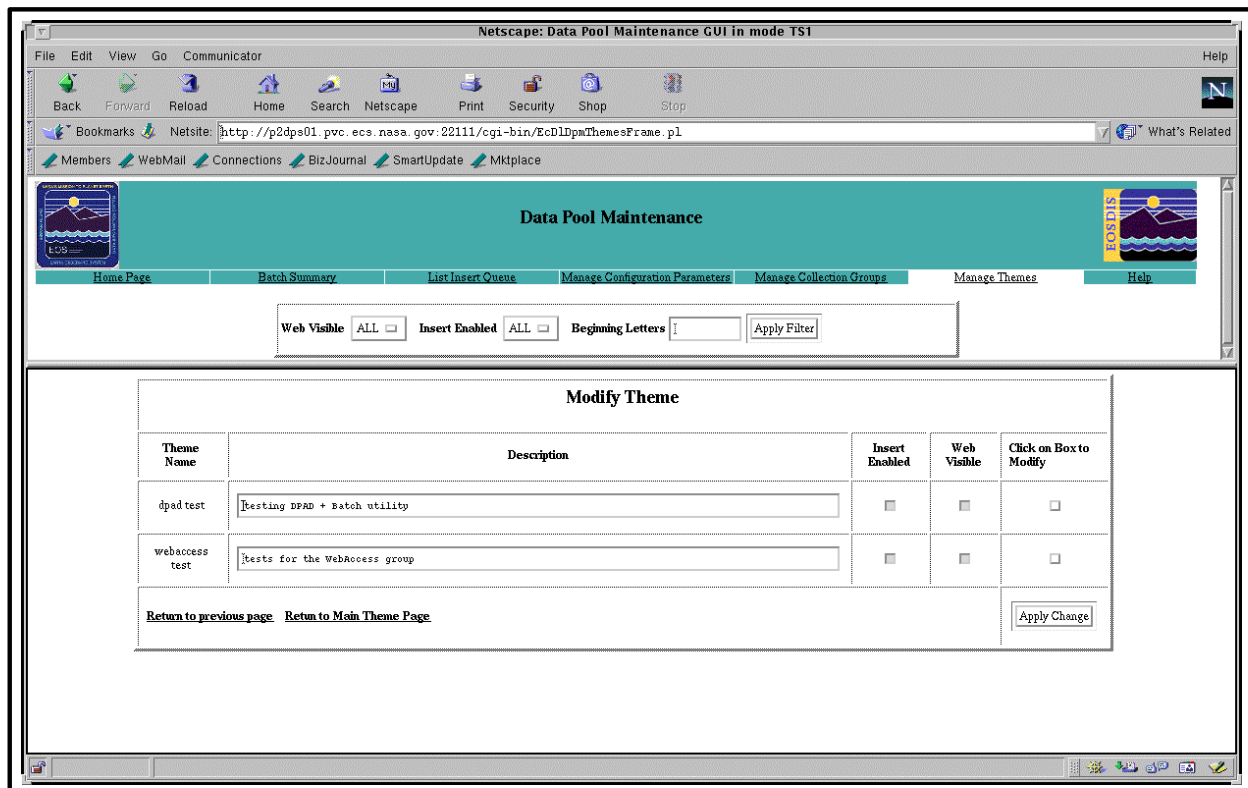 Netscape: Data Pool Maintenance GUI in mode TS1
File Edit View Go Communicator Help
Back Forward Reload Home Search Netscape Print Security Shop Stop
My
N
Bookmarks Netsite: http://p2dps01.pvc.ecs.nasa.gov:22111/cgi-bin/EcDlDpmThemesFrame.pl What's Related
Members WebMail Connections BizJournal SmartUpdate Mktplace
EOS
Data Pool Maintenance
EOSDIS
Home Page Batch Summary List Insert Queue Manage Configuration Parameters Manage Collection Groups Manage Themes Help
Web Visible ALL Insert Enabled ALL Beginning Letters Apply Filter
Modify Theme
Theme Name Description Insert Enabled Web Visible Click on Box to Modify
dpad test testing DPAD + Batch utility
webaccess test tests for the WebAccess group
Return to previous page Retun to Main Theme Page Apply Change